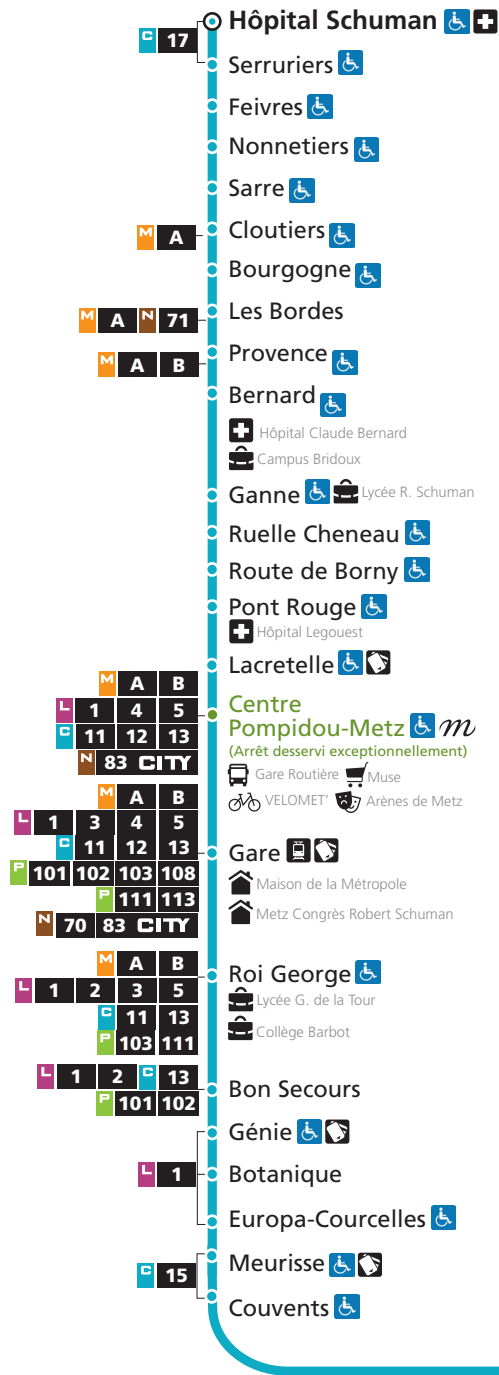 Hôpital Schuman
C 17
Serruriers
Feivres
Nonnetiers
Sarre
M A
Cloutiers
Bourgogne
M A N 71
Les Bordes
M A B
Provence
Bernard
Hôpital Claude Bernard
Campus Bridoux
Ganne Lycée R. Schuman
Ruelle Cheneau
Route de Borny
Pont Rouge
Hôpital Legouest
Lacretelle
M A B
L 1 4 5
C 11 12 13
N 83 CITY
Centre
Pompidou-Metz m
(Arrêt desservi exceptionnellement)
Gare Routière Muse
VELOMET' Arènes de Metz
M A B
L 1 3 4 5
C 11 12 13
P 101 102 103 108
P 111 113
N 70 83 CITY
Gare
Maison de la Métropole
Metz Congrès Robert Schuman
M A B
L 1 2 3 5
C 11 13
P 103 111
Roi George
Lycée G. de la Tour
Collège Barbot
L 1 2 C 13
P 101 102
Bon Secours
Génie
L 1
Botanique
Europa-Courcelles
Meurisse
C 15
Couvents